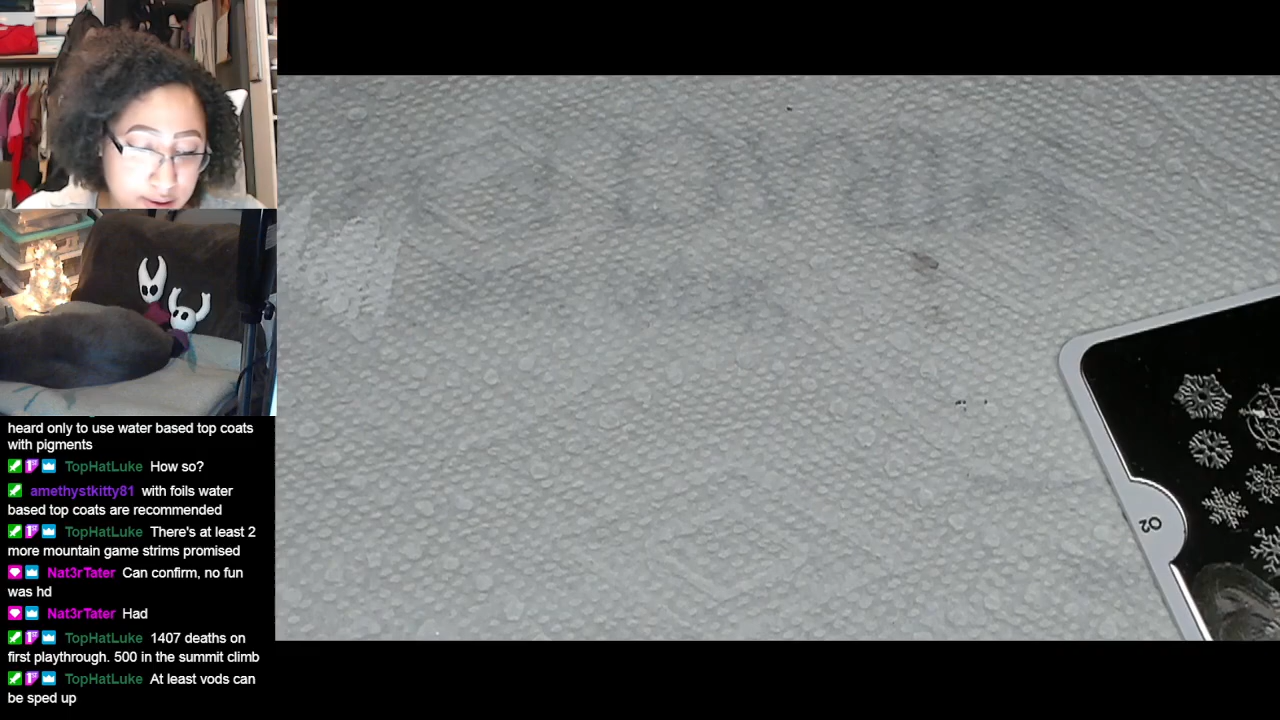 heard only to use water based top coats
with pigments
TopHatLuke How so?
amethystkitty81 with foils water
based top coats are recommended
TopHatLuke There's at least 2
more mountain game strims promised
Nat3rTater Can confirm, no fun
was hd
Nat3rTater Had
TopHatLuke 1407 deaths on
first playthrough. 500 in the summit climb
TopHatLuke At least vods can
be sped up
02